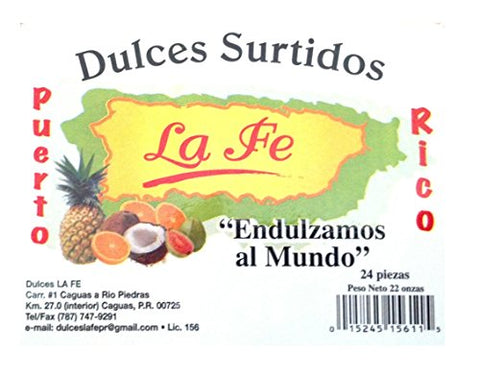 Dulces Surtidos
Puerto
Rico
La Fe
“Endulzamos
al Mundo”
24 piezas
Peso Neto 22 onzas
Dulces LA FE
Carr. #1 Caguas a Rio Piedras
Km. 27.0 (interior) Caguas, P.R. 00725
Tel/Fax (787) 747-9291
e-mail: dulceslafepr@gmail.com • Lic. 156
0 15245 15611 5